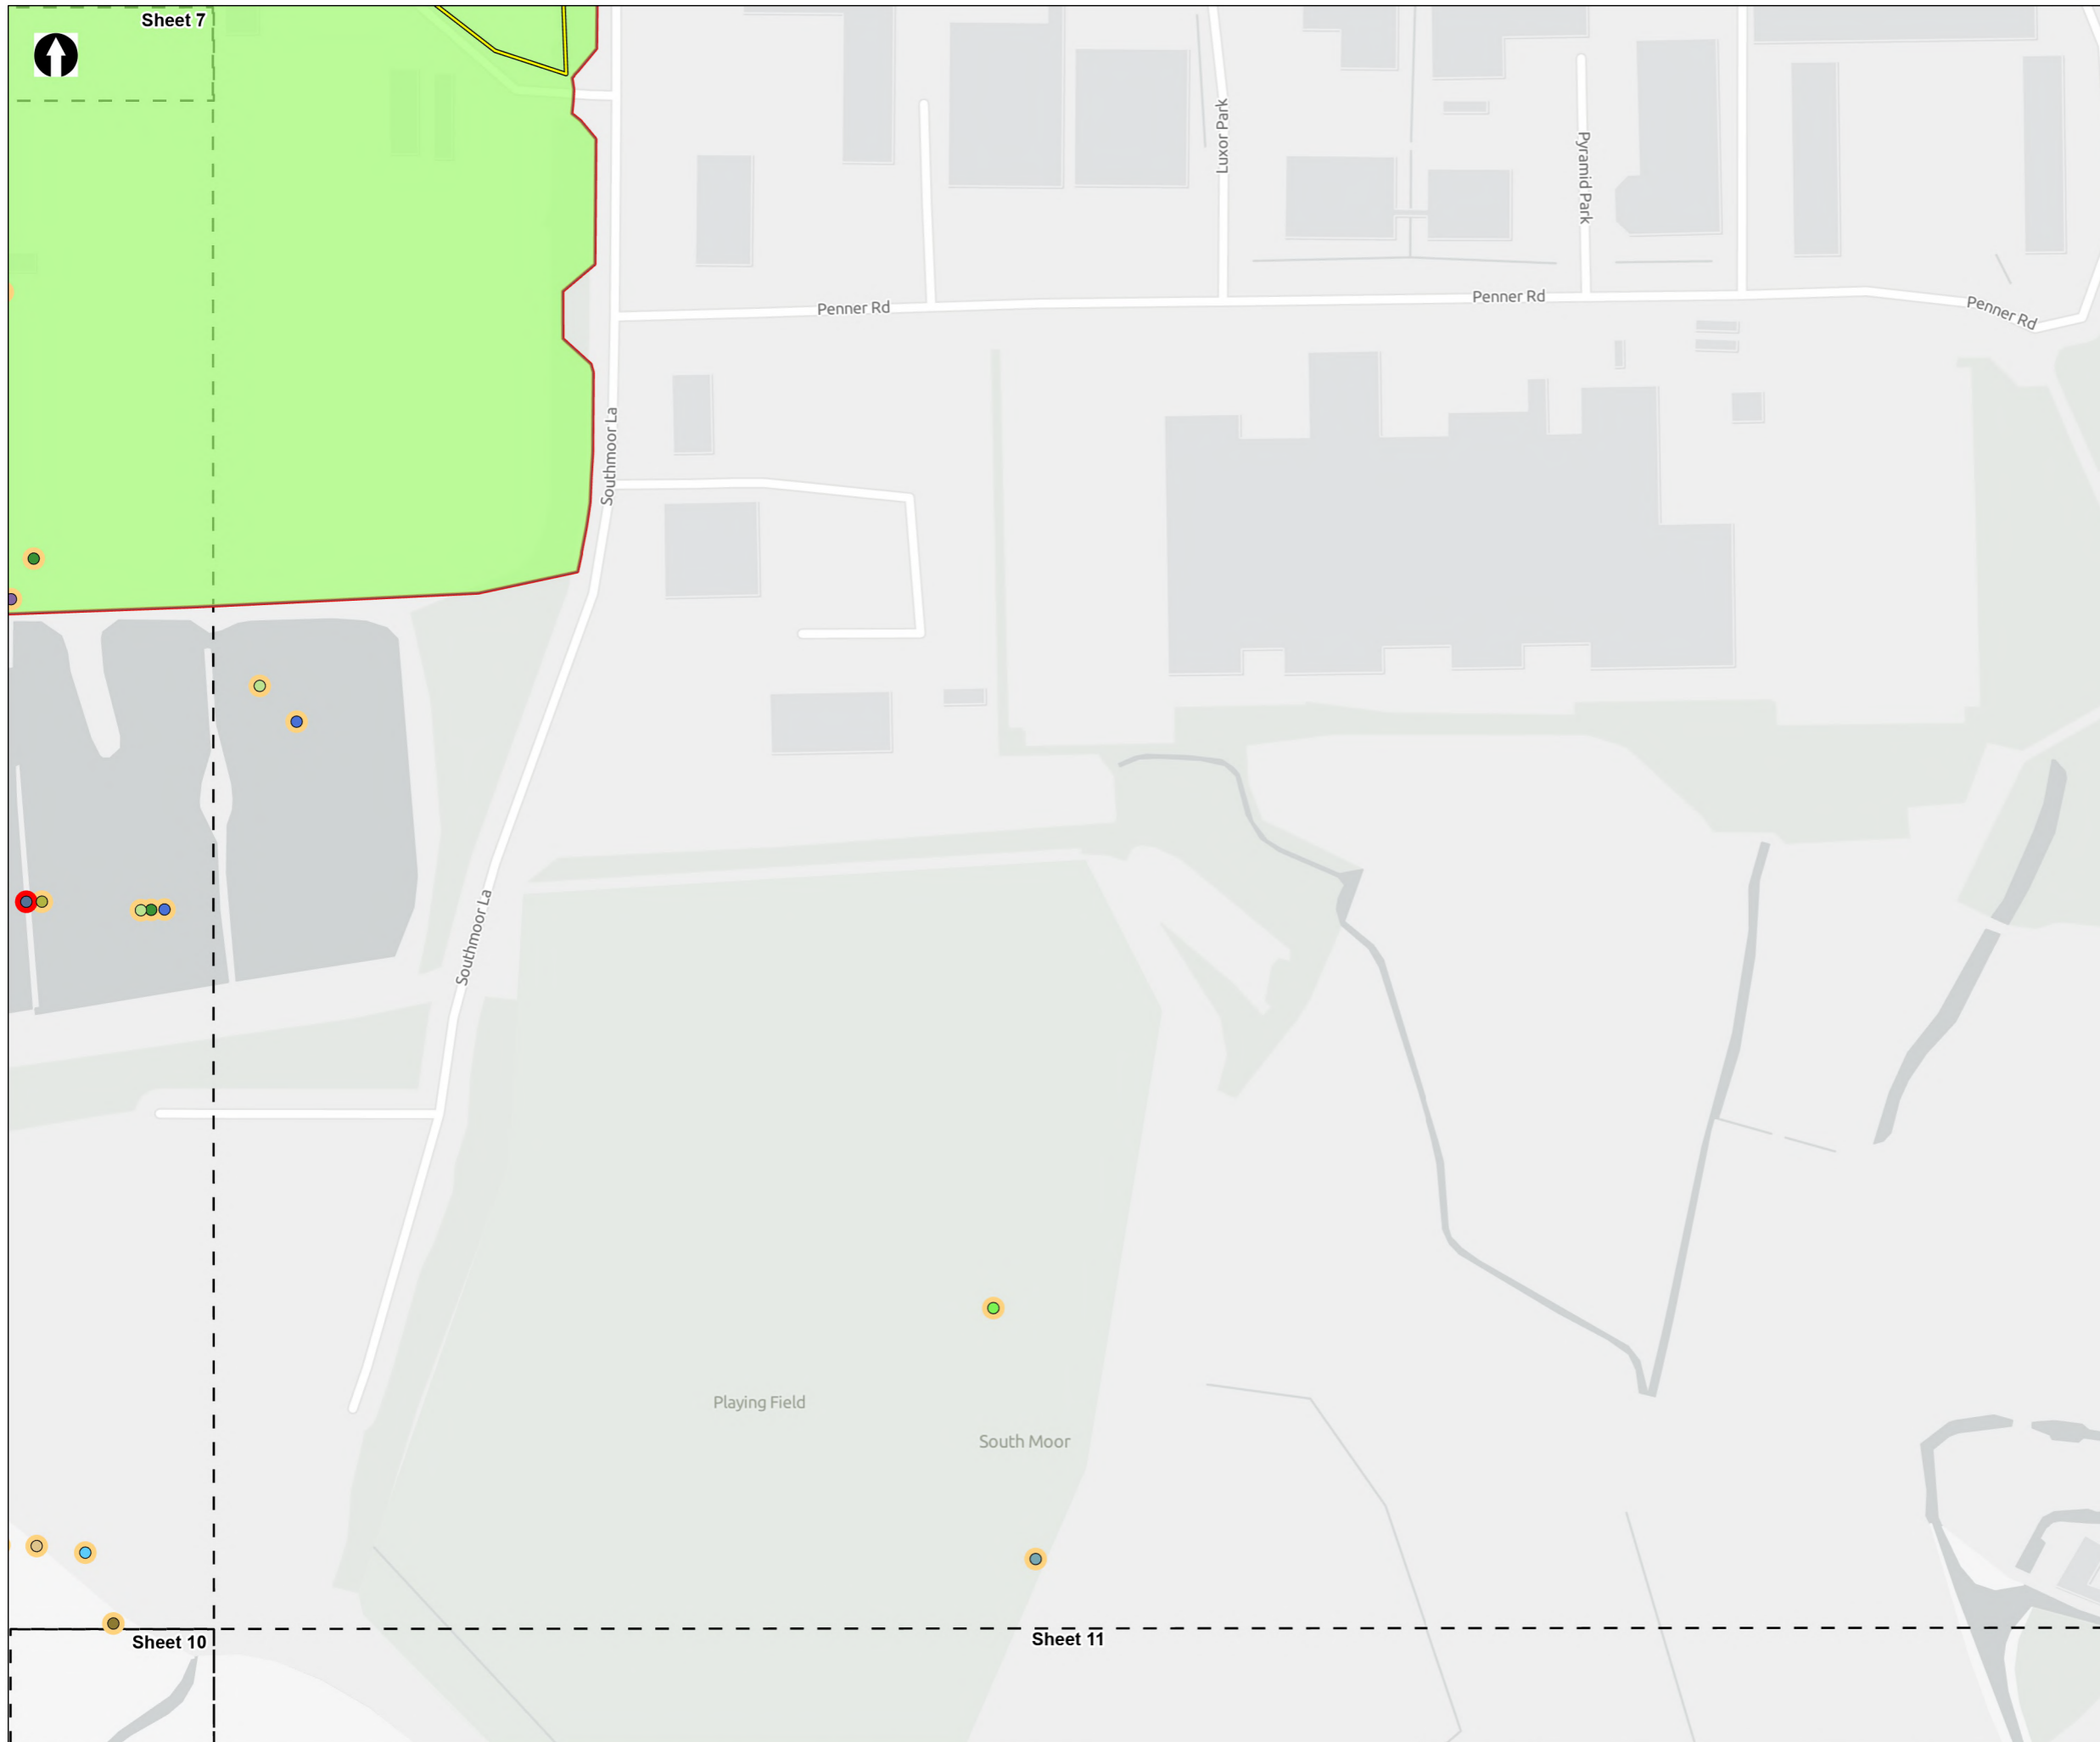 Sheet 7
Luxor Park
Pyramid Park
Penner Rd
Penner Rd
Penner Rd
Southmoor La
Southmoor La
Playing Field
South Moor
Sheet 10
Sheet 11